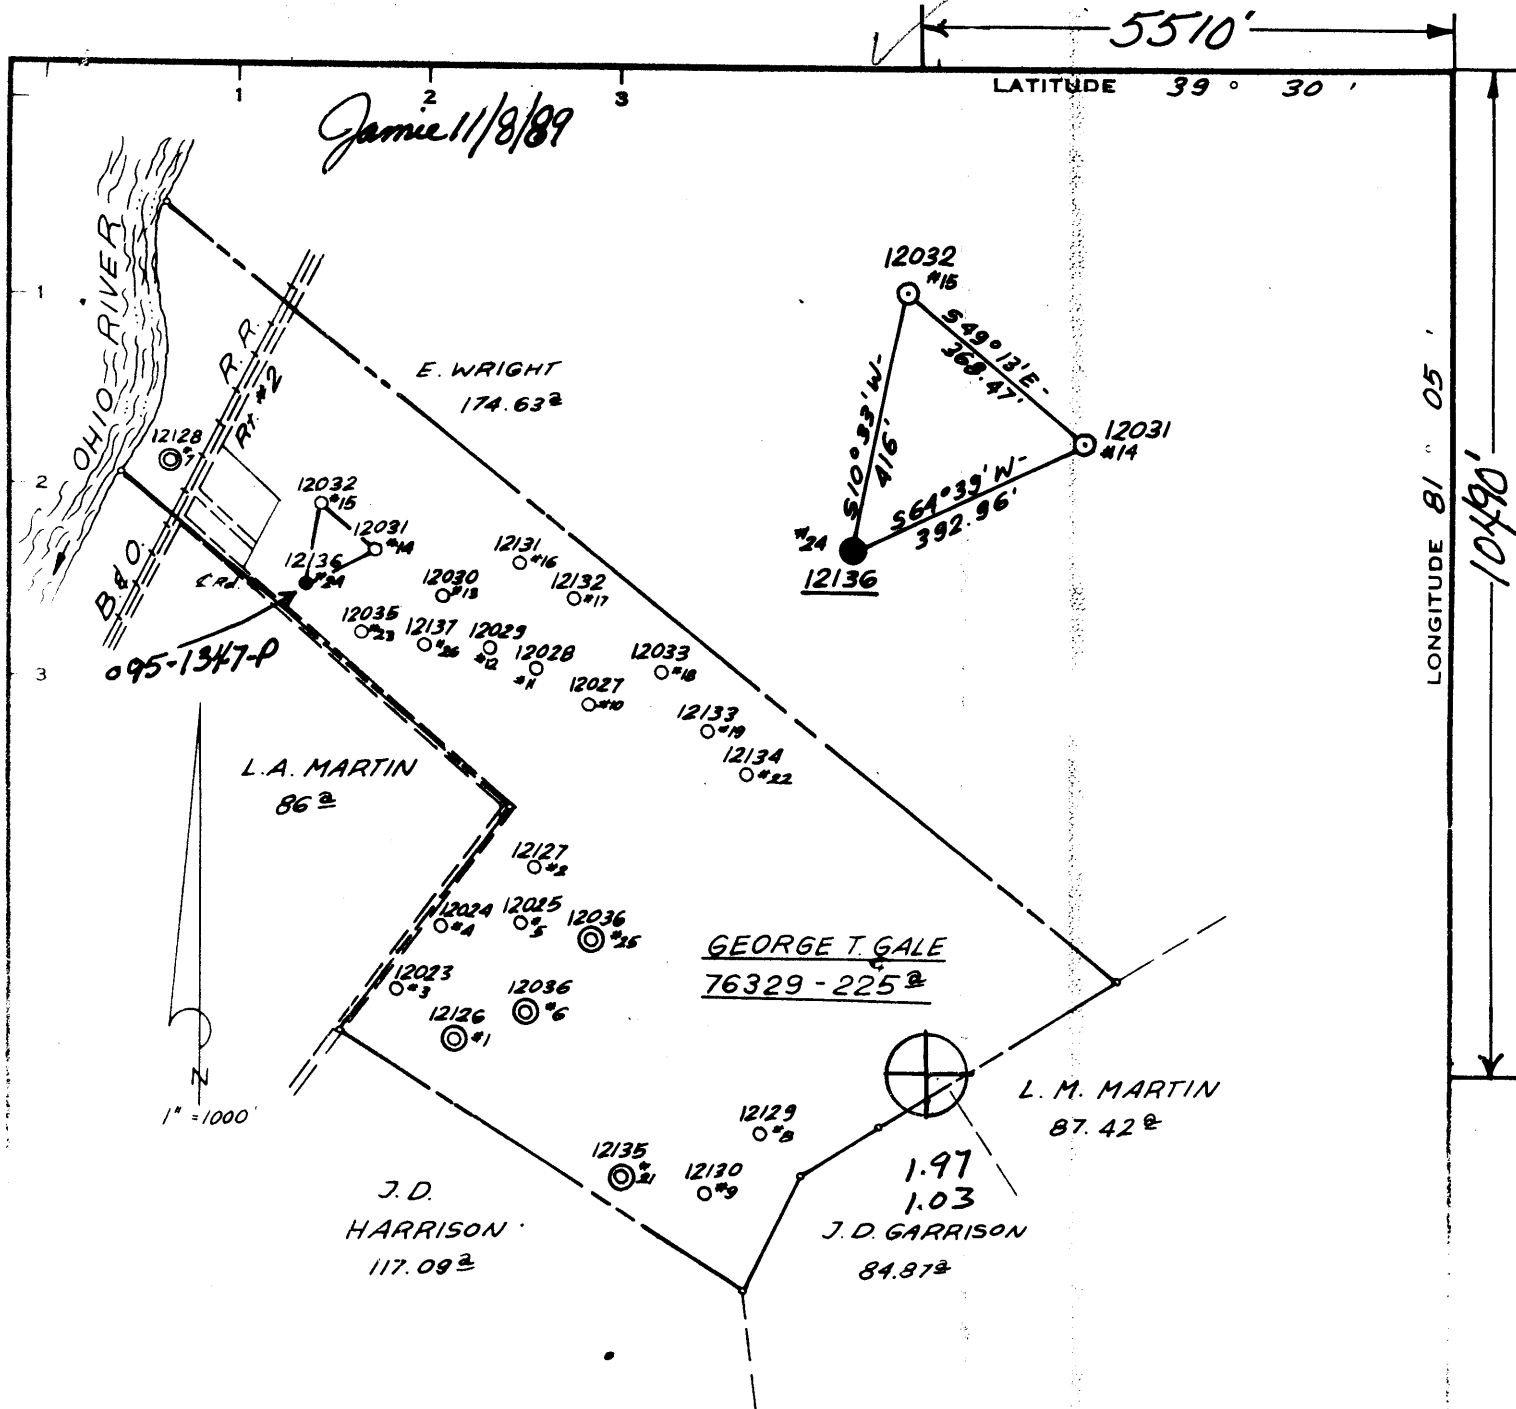 5510'
LATITUDE 39 ° 30 '
1 2 3
Jamie 11/8/89
OHIO RIVER
1
2
3
B. & O. R. R.
Rt. #2
E. WRIGHT
174.63 a
12032
#15
S 49° 13' E -
368.47'
S 10° 33' W -
416'
12031
#14
S 64° 39' W -
392.96'
#24
12136
LONGITUDE 81 ° 05 '
10490'
12128
#7
12032
#15
12031
#14
12136
#24
℄ Rd.
095-1347-P
12131
#16
12030
#13
12132
#17
12035
#23
12137
#26
12029
#12
12028
#11
12027
#10
12033
#18
12133
#19
12134
#22
L.A. MARTIN
86 a
12127
#2
12024
#4
12025
#5
12036
#25
12023
#3
12036
#6
12126
#1
GEORGE T. GALE
76329 - 225 a
N
1" = 1000'
L. M. MARTIN
87.42 a
12129
#8
12135
#21
12130
#9
1.97
1.03
J. D.
HARRISON
117.09 a
J. D. GARRISON
84.87 a